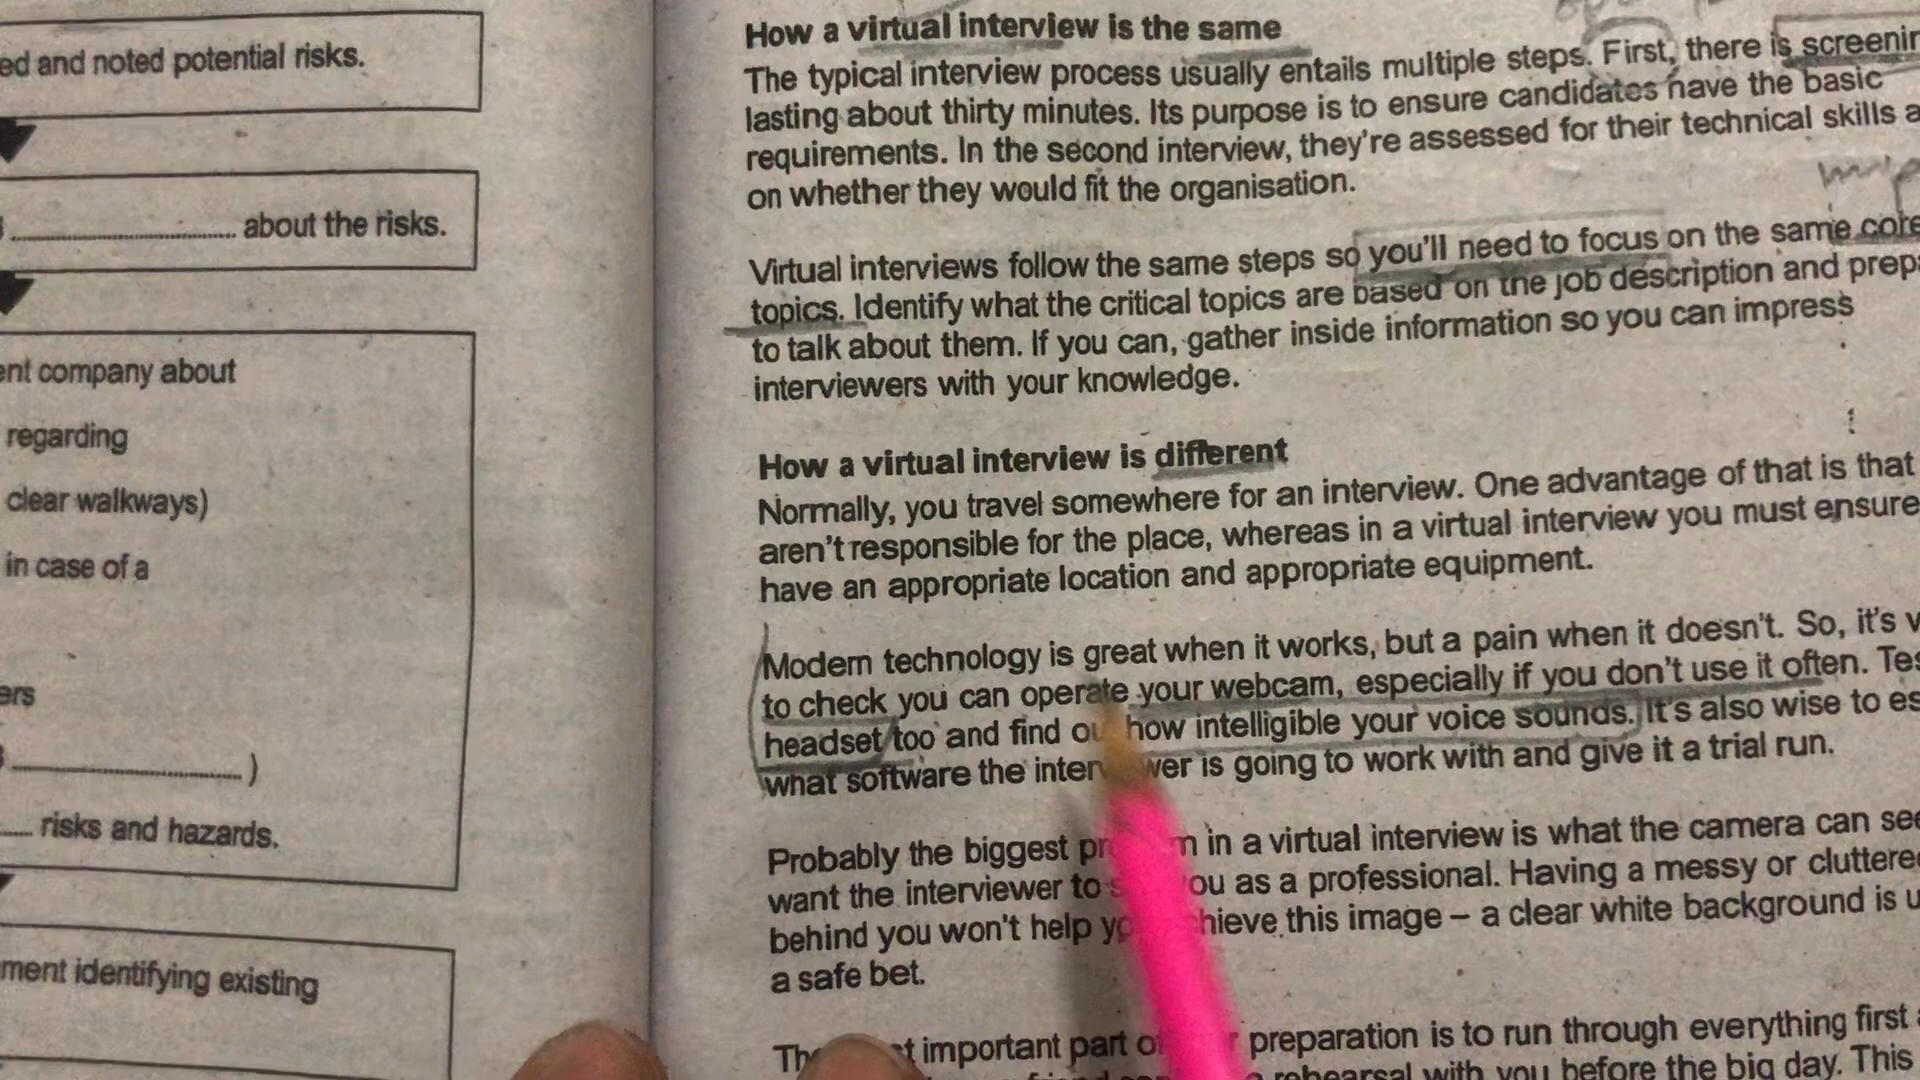 ed and noted potential risks.
about the risks.
ent company about
regarding
clear walkways)
in case of a
ers
)
risks and hazards.
ment identifying existing
How a virtual interview is the same
The typical interview process usually entails multiple steps. First, there is screenin
lasting about thirty minutes. Its purpose is to ensure candidates have the basic
requirements. In the second interview, they're assessed for their technical skills a
on whether they would fit the organisation.
Virtual interviews follow the same steps so you'll need to focus on the same core
topics. Identify what the critical topics are based on the job description and prep
to talk about them. If you can, gather inside information so you can impress
interviewers with your knowledge.
How a virtual interview is different
Normally, you travel somewhere for an interview. One advantage of that is that
aren't responsible for the place, whereas in a virtual interview you must ensure
have an appropriate location and appropriate equipment.
Modern technology is great when it works, but a pain when it doesn't. So, it's
to check you can operate your webcam, especially if you don't use it often. Tes
headset too and find how intelligible your voice sounds. It's also wise to es
what software the is going to work with and give it a trial run.
Probably the biggest in a virtual interview is what the camera can see
want the interviewer to as a professional. Having a messy or cluttere
behind you won't help this image – a clear white background is
a safe bet.
important part preparation is to run through everything first
rehearsal with you before the big day. This